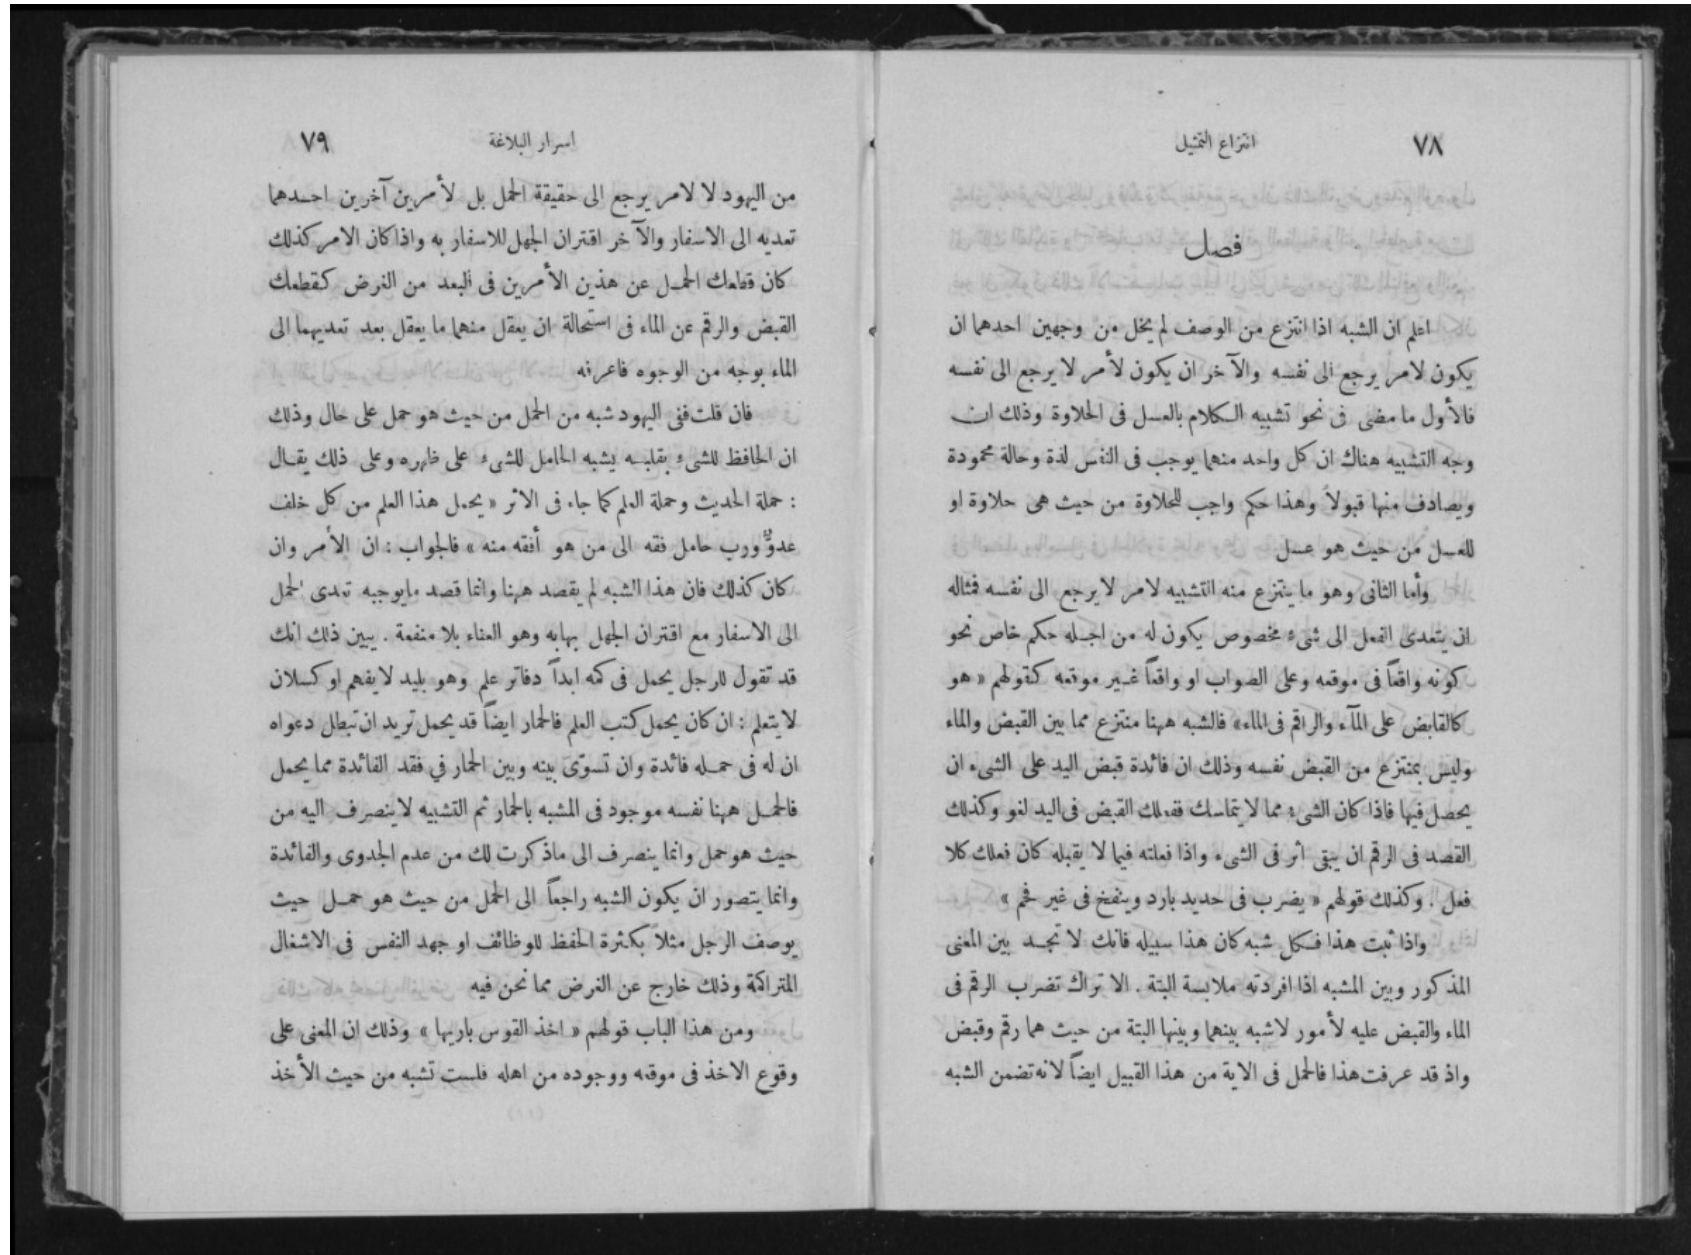 ٧٨
انتزاع التمثيل
فصل
اعلم ان الشبه اذا انتزع من الوصف لم يخل من وجهين احدهما ان
يكون لامر يرجع الى نفسه والآخر ان يكون لأمر لا يرجع الى نفسه
فالأول ما مضى فى نحو تشبيه الكلام بالعسل فى الحلاوة وذلك ان
وجه التشبيه هناك ان كل واحد منهما يوجب فى النفس لذة وحالة محمودة
ويصادف منها قبولاً وهذا حكم واجب للحلاوة من حيث هى حلاوة او
للعسل من حيث هو عسل
وأما الثانى وهو ما ينتزع منه التشبيه لامر لا يرجع الى نفسه فمثاله
ان يتعدى الفعل الى شىء مخصوص يكون له من اجله حكم خاص نحو
كونه واقعاً فى موقعه وعلى الصواب او واقعاً غير موقعه كقولهم « هو
كالقابض على المآء والراقم فى الماء» فالشبه ههنا منتزع مما بين القبض والماء
وليس بمنتزع من القبض نفسه وذلك ان فائدة قبض اليد على الشىء ان
يحصل فيها فاذا كان الشىء مما لا يتماسك ففعلك القبض فى اليد لغو وكذلك
القصد فى الرقم ان يبقى اثر فى الشىء واذا فعلته فيما لا يقبله كان فعلك كلا
فعل . وكذلك قولهم « يضرب فى حديد بارد وينفخ فى غير فحم »
واذا ثبت هذا فكل شبه كان هذا سبيله فانك لا تجد بين المعنى
المذكور وبين المشبه اذا افردته ملابسة البتة . الا تراك تضرب الرقم فى
الماء والقبض عليه لأمور لاشبه بينهما وبينها البتة من حيث هما رقم وقبض
واذ قد عرفت هذا فالحمل فى الاية من هذا القبيل ايضاً لانه تضمن الشبه
اسرار البلاغة
٧٩
من اليهود لا لامر يرجع الى حقيقة الحمل بل لأمرين آخرين احدهما
تعديه الى الاسفار والآخر اقتران الجهل للاسفار به واذا كان الامر كذلك
كان قطعك الحمل عن هذين الأمرين فى البعد من الغرض كقطعك
القبض والرقم عن الماء فى استحالة ان يعقل منهما ما يعقل بعد تعديهما الى
الماء بوجه من الوجوه فاعرفه
فان قلت ففى اليهود شبه من الحمل من حيث هو حمل على حال وذلك
ان الحافظ للشىء بقلبه يشبه الحامل للشىء على ظهره وعلى ذلك يقال
: حملة الحديث وحملة العلم كما جاء فى الاثر « يحمل هذا العلم من كل خلف
عدوٌّ ورب حامل فقه الى من هو أفقه منه » فالجواب : ان الأمر وان
كان كذلك فان هذا الشبه لم يقصد ههنا وانما قصد مايوجبه تعدى الحمل
الى الاسفار مع اقتران الجهل بهابه وهو العناء بلا منفعة . يبين ذلك انك
قد تقول للرجل يحمل فى كمه ابداً دفاتر علم وهو بليد لا يفهم او كسلان
لا يتعلم : ان كان يحمل كتب العلم فالحمار ايضاً قد يحمل تريد ان تبطل دعواه
ان له فى حمله فائدة وان تسوّى بينه وبين الحمار في فقد الفائدة مما يحمل
فالحمل ههنا نفسه موجود فى المشبه بالحمار ثم التشبيه لا ينصرف اليه من
حيث هو حمل وانما ينصرف الى ماذكرت لك من عدم الجدوى والفائدة
وانما يتصور ان يكون الشبه راجعاً الى الحمل من حيث هو حمل حيث
يوصف الرجل مثلاً بكثرة الحفظ للوظائف او جهد النفس فى الاشغال
المتراكمة وذلك خارج عن الغرض مما نحن فيه
ومن هذا الباب قولهم « اخذ القوس باريها » وذلك ان المعنى على
وقوع الاخذ فى موقعه ووجوده من اهله فلست تشبه من حيث الأخذ